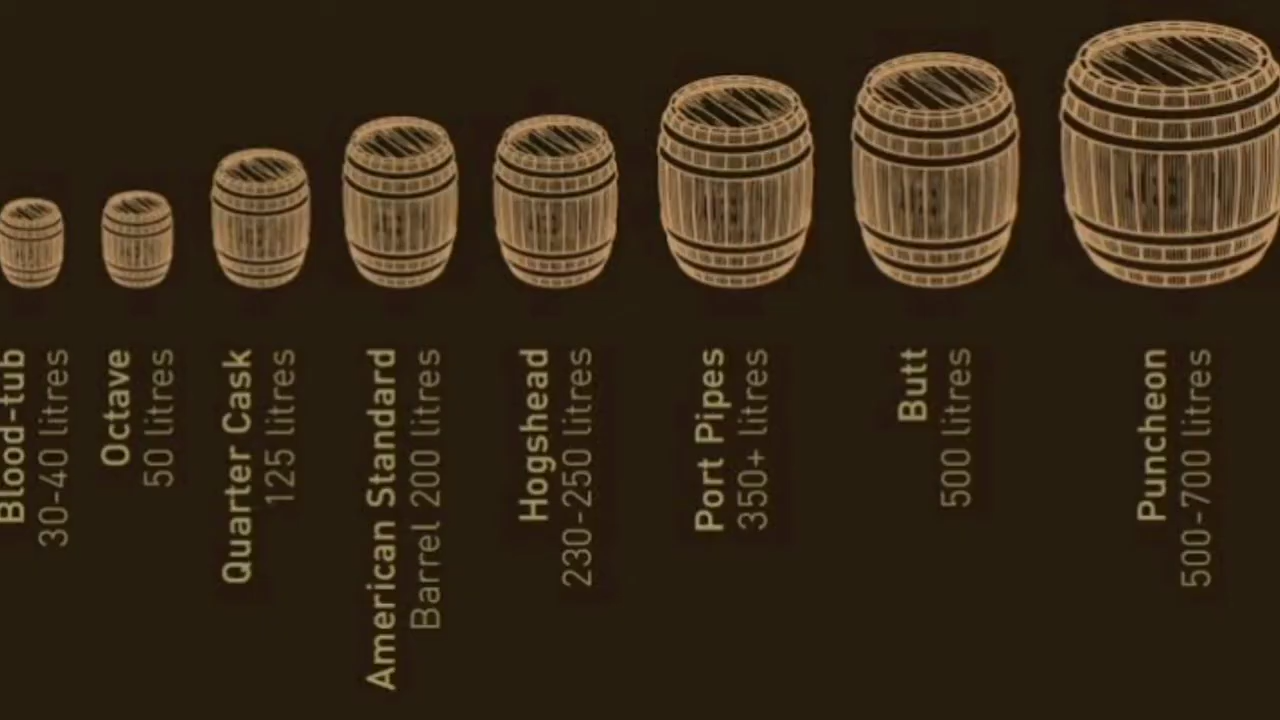 Blood-tub
30-40 litres
Octave
50 litres
Quarter Cask
125 litres
American Standard
Barrel 200 litres
Hogshead
230-250 litres
Port Pipes
350+ litres
Butt
500 litres
Puncheon
500-700 litres